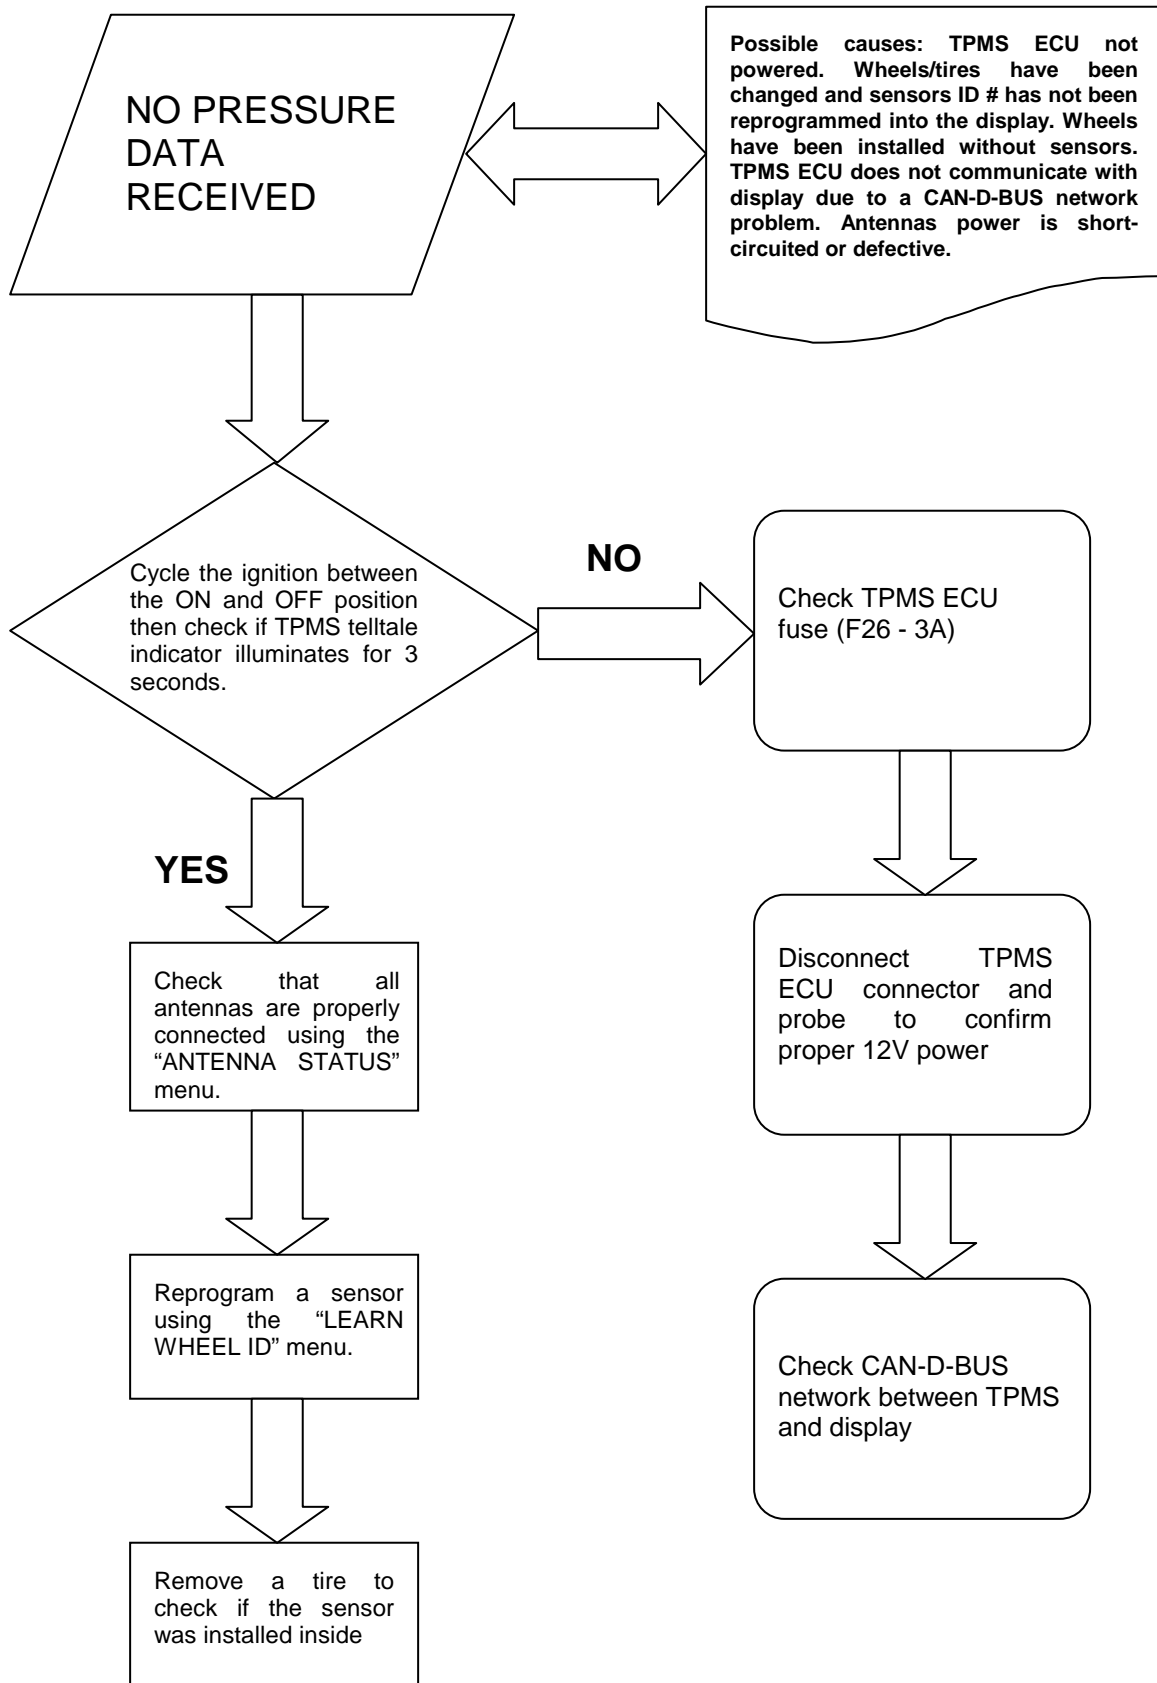 NO PRESSURE
DATA
RECEIVED
Possible causes: TPMS ECU not
powered. Wheels/tires have been
changed and sensors ID # has not been
reprogrammed into the display. Wheels
have been installed without sensors.
TPMS ECU does not communicate with
display due to a CAN-D-BUS network
problem. Antennas power is short-
circuited or defective.
Cycle the ignition between
the ON and OFF position
then check if TPMS telltale
indicator illuminates for 3
seconds.
NO
Check TPMS ECU
fuse (F26 - 3A)
YES
Check that all
antennas are properly
connected using the
“ANTENNA STATUS”
menu.
Disconnect TPMS
ECU connector and
probe to confirm
proper 12V power
Reprogram a sensor
using the “LEARN
WHEEL ID” menu.
Check CAN-D-BUS
network between TPMS
and display
Remove a tire to
check if the sensor
was installed inside